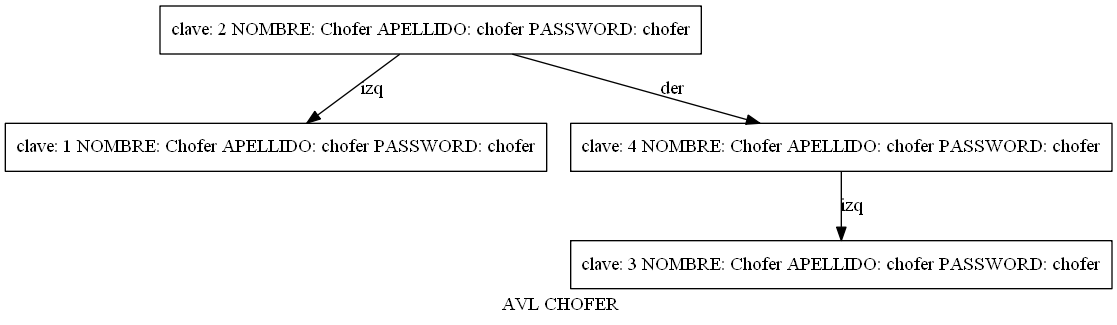 clave: 2 NOMBRE: Chofer APELLIDO: chofer PASSWORD: chofer
izq
der
clave: 1 NOMBRE: Chofer APELLIDO: chofer PASSWORD: chofer
clave: 4 NOMBRE: Chofer APELLIDO: chofer PASSWORD: chofer
izq
clave: 3 NOMBRE: Chofer APELLIDO: chofer PASSWORD: chofer
AVL CHOFER